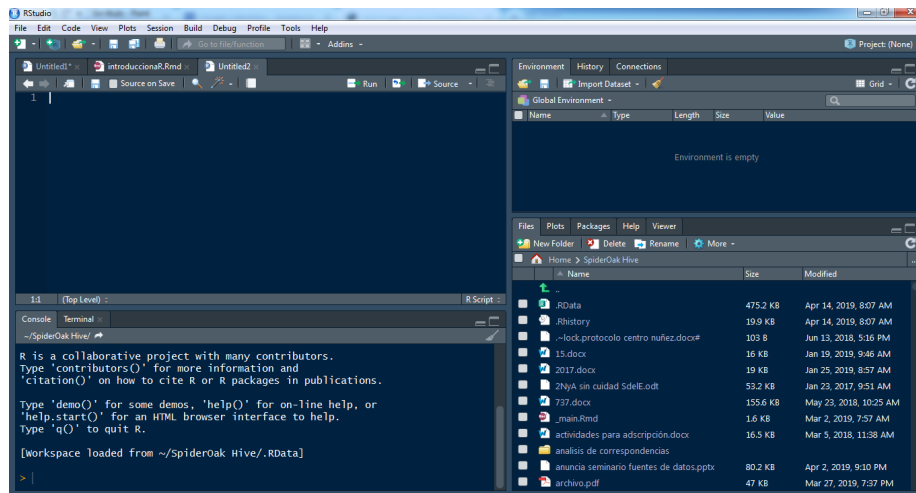 RStudio
File Edit Code View Plots Session Build Debug Profile Tools Help
Go to file/function Addins Project: (None)
Untitled1* introduccionaR.Rmd Untitled2
Source on Save Run Source
1
1:1 (Top Level) R Script
Console Terminal
~/SpiderOak Hive/
R is a collaborative project with many contributors.
Type 'contributors()' for more information and
'citation()' on how to cite R or R packages in publications.
Type 'demo()' for some demos, 'help()' for on-line help, or
'help.start()' for an HTML browser interface to help.
Type 'q()' to quit R.
[Workspace loaded from ~/SpiderOak Hive/.RData]
>
Environment History Connections
Import Dataset Grid
Global Environment
Name Type Length Size Value
Environment is empty
Files Plots Packages Help Viewer
New Folder Delete Rename More
Home > SpiderOak Hive
Name Size Modified
..
.RData 475.2 KB Apr 14, 2019, 8:07 AM
.Rhistory 19.9 KB Apr 14, 2019, 8:07 AM
.~lock.protocolo centro nuñez.docx# 103 B Jun 13, 2018, 5:16 PM
15.docx 16 KB Jan 19, 2019, 9:46 AM
2017.docx 19 KB Jan 25, 2019, 8:57 AM
2NyA sin cuidad SdelE.odt 53.2 KB Jan 23, 2017, 9:51 AM
737.docx 155.6 KB May 23, 2018, 10:25 AM
_main.Rmd 1.6 KB Mar 2, 2019, 7:57 AM
actividades para adscripción.docx 16.5 KB Mar 5, 2018, 11:38 AM
analisis de correspondencias
anuncia seminario fuentes de datos.pptx 80.2 KB Apr 2, 2019, 9:10 PM
archivo.pdf 47 KB Mar 27, 2019, 7:37 PM